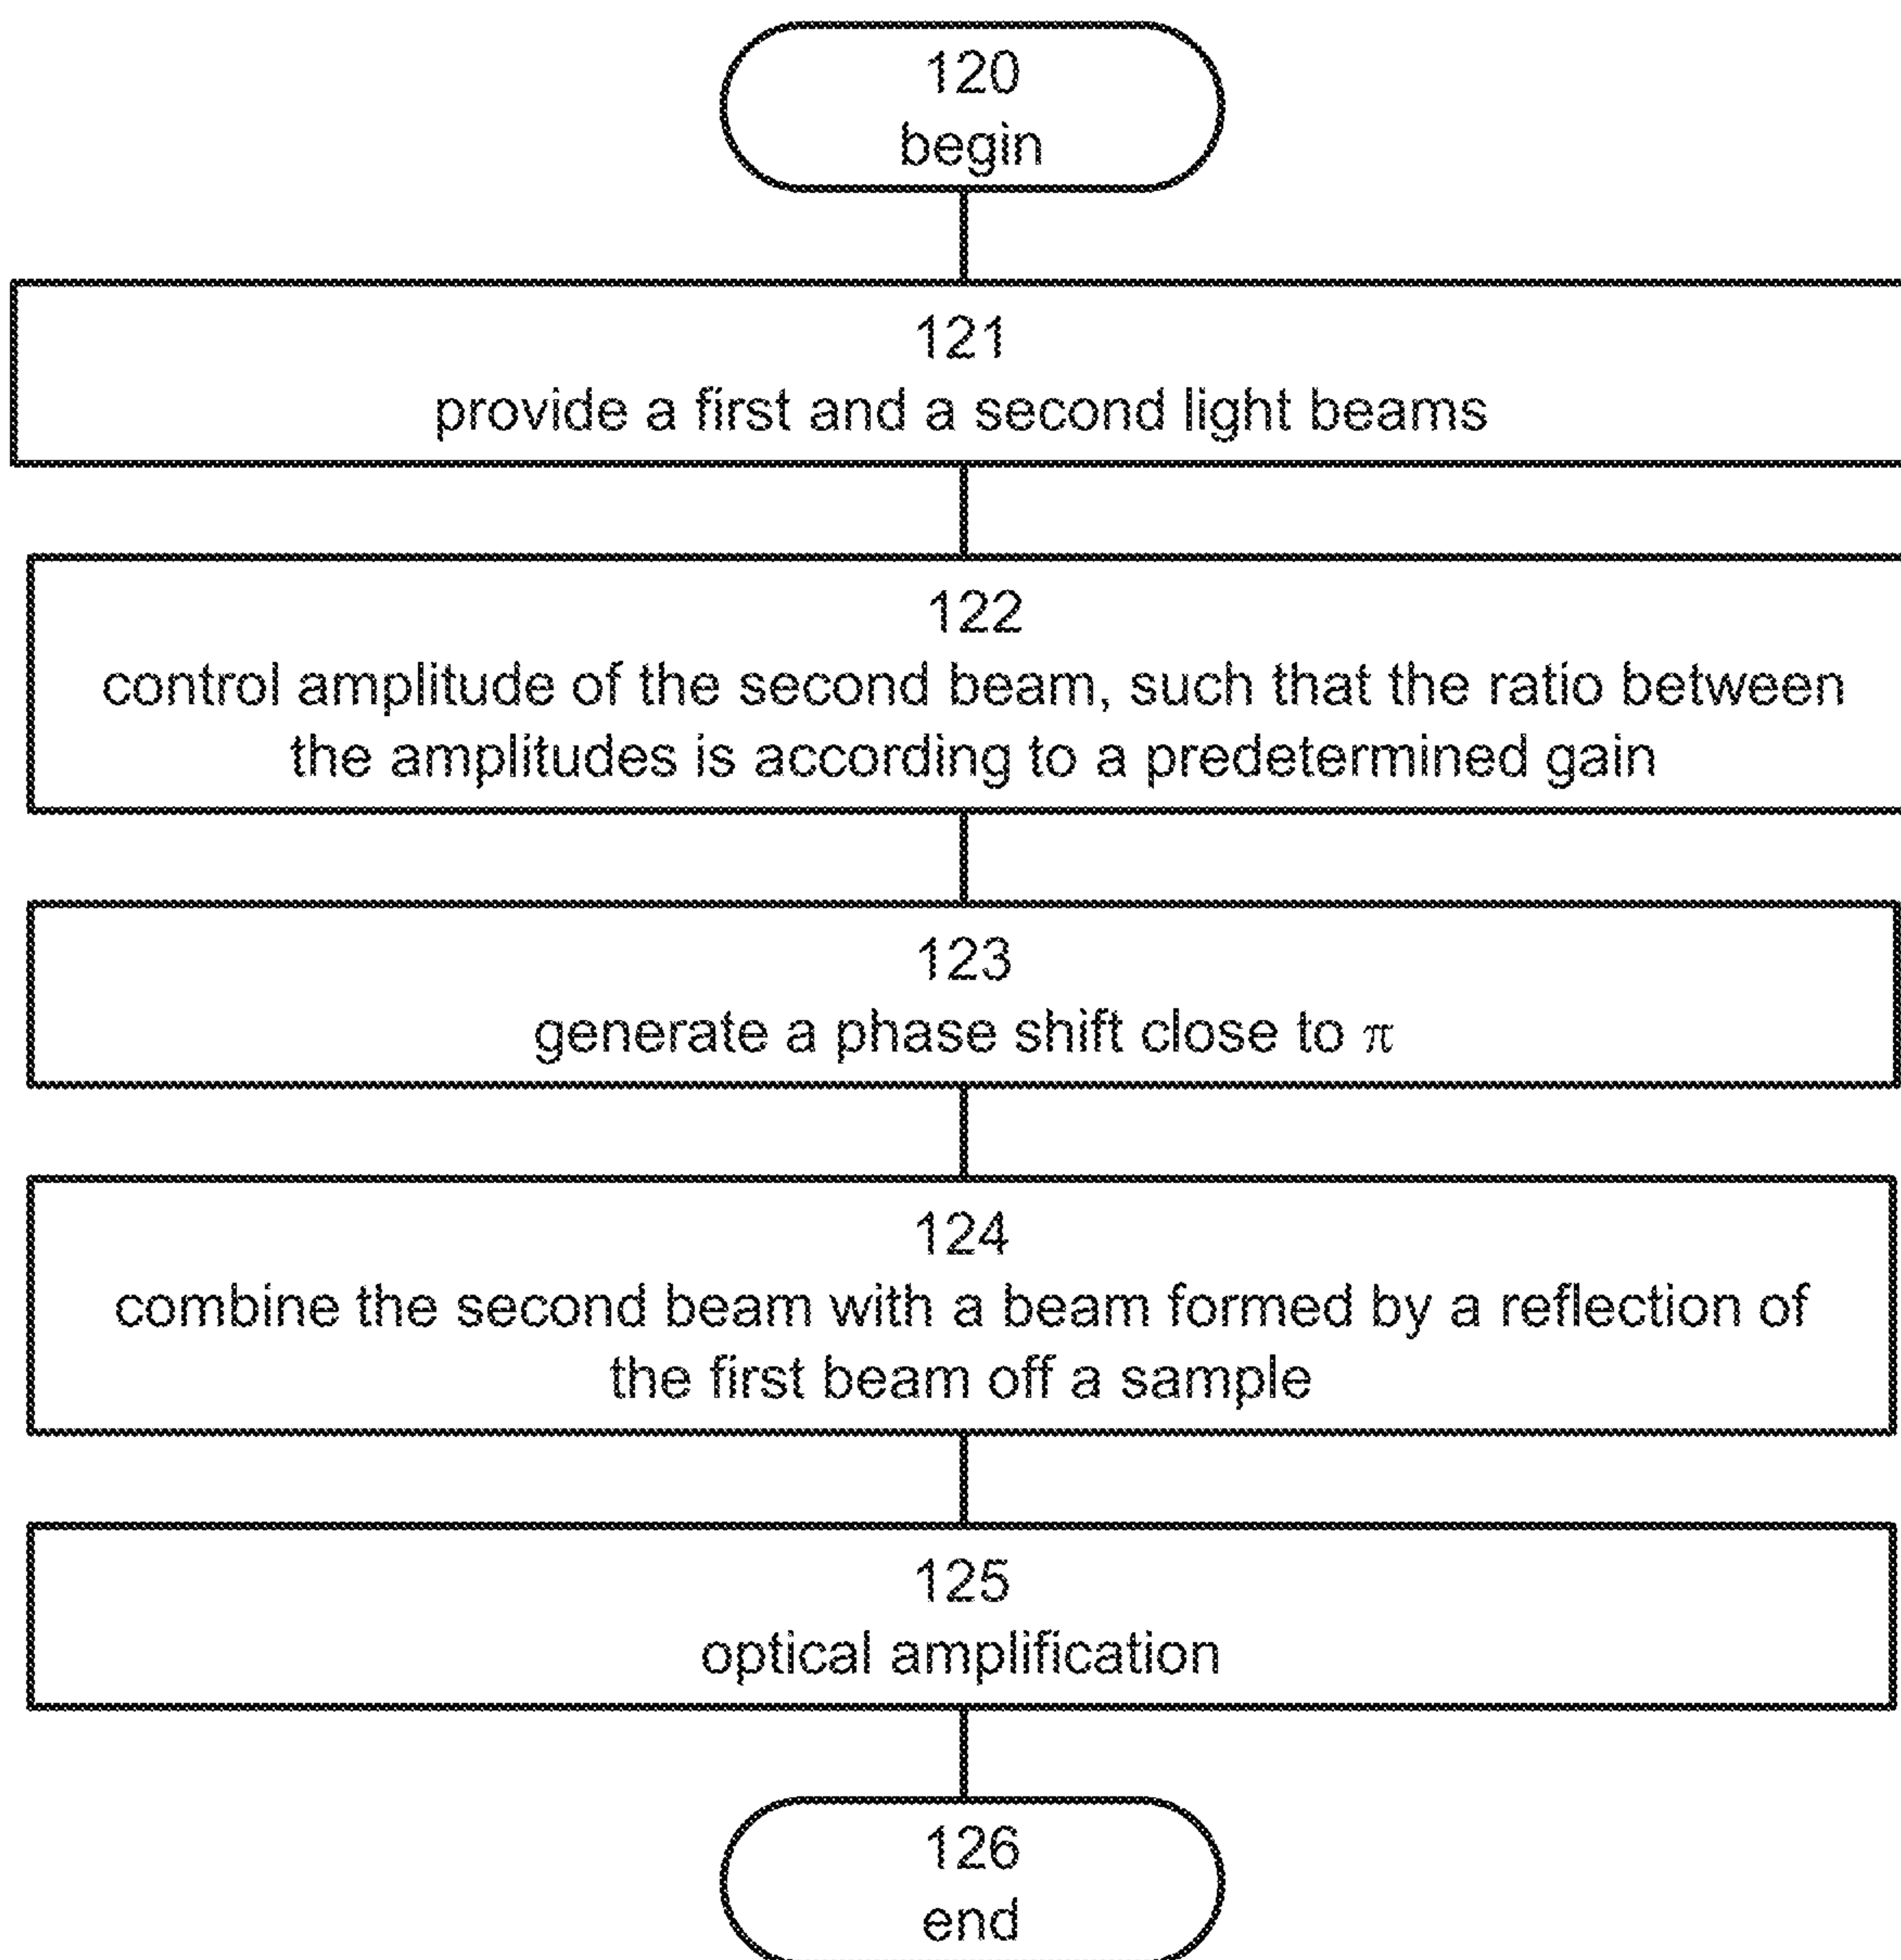 120
begin
121
provide a first and a second light beams
122
control amplitude of the second beam, such that the ratio between
the amplitudes is according to a predetermined gain
123
generate a phase shift close to π
124
combine the second beam with a beam formed by a reflection of
the first beam off a sample
125
optical amplification
126
end